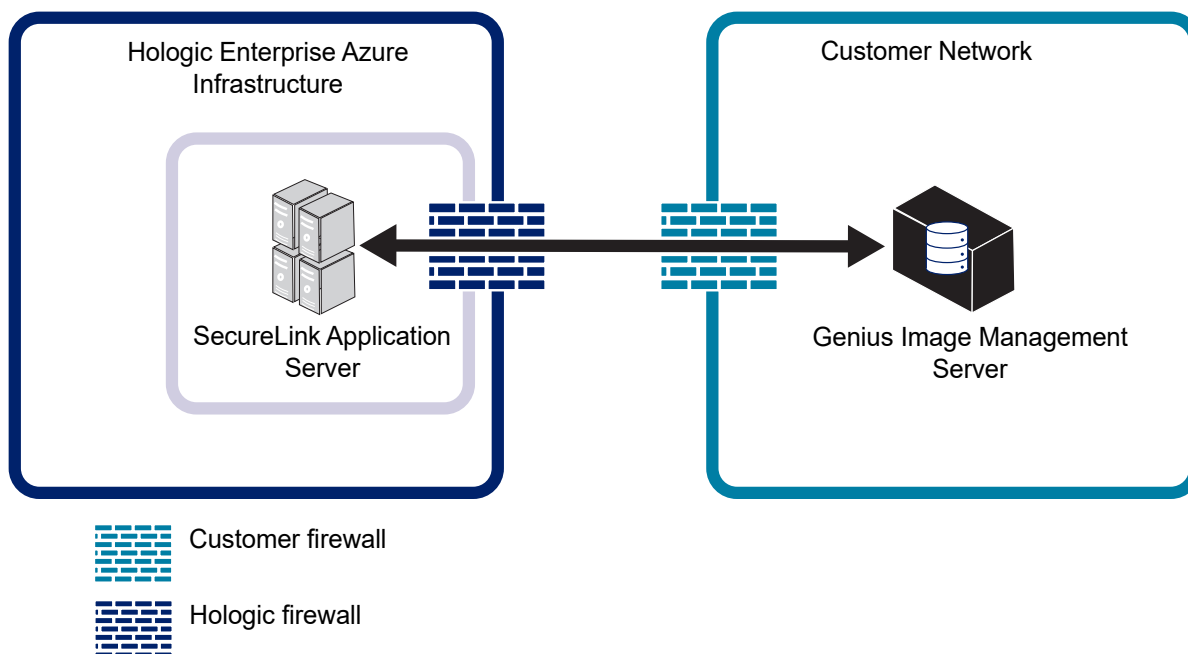 Hologic Enterprise Azure
Infrastructure
Customer Network
SecureLink Application
Server
Genius Image Management
Server
Customer firewall
Hologic firewall